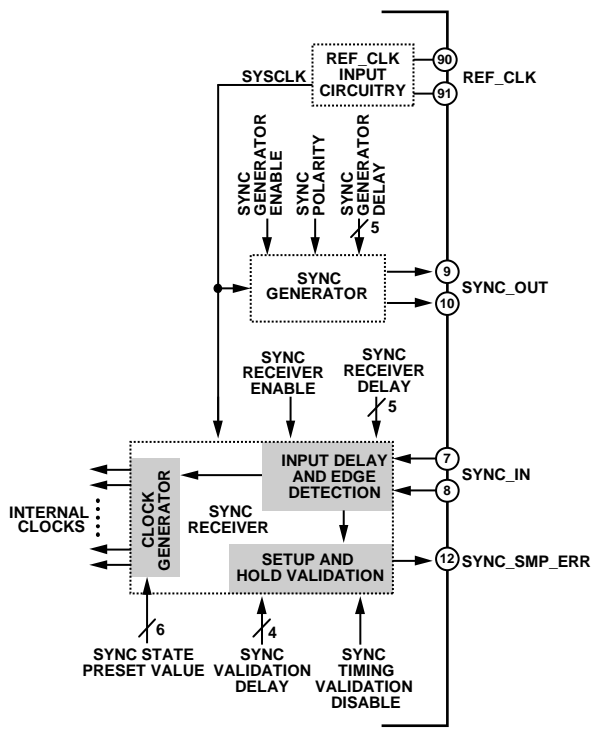 REF_CLK
INPUT
CIRCUITRY
90
91
REF_CLK
SYSCLK
SYNC
GENERATOR
ENABLE
SYNC
POLARITY
SYNC
GENERATOR
DELAY
5
SYNC
GENERATOR
9
10
SYNC_OUT
SYNC
RECEIVER
ENABLE
SYNC
RECEIVER
DELAY
5
INPUT DELAY
AND EDGE
DETECTION
7
8
SYNC_IN
CLOCK
GENERATOR
SYNC
RECEIVER
INTERNAL
CLOCKS
SETUP AND
HOLD VALIDATION
12
SYNC_SMP_ERR
6
SYNC STATE
PRESET VALUE
4
SYNC
VALIDATION
DELAY
SYNC
TIMING
VALIDATION
DISABLE